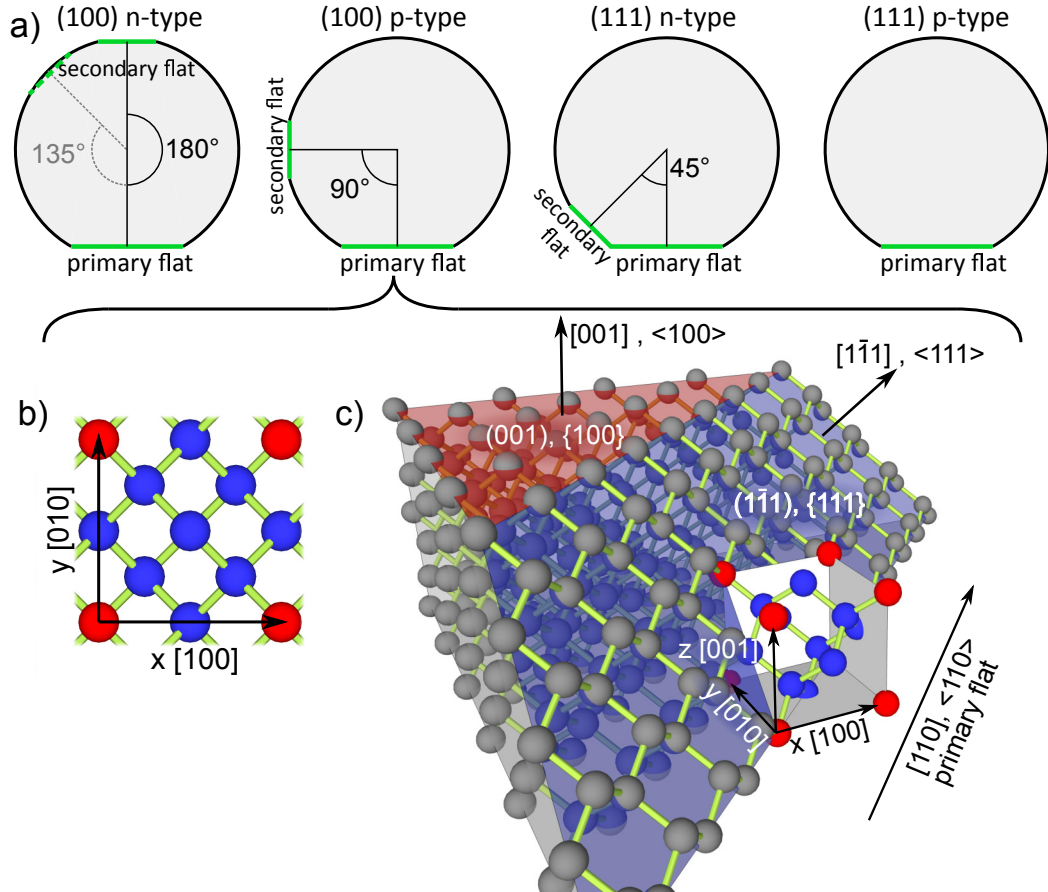 a)
(100) n-type
(100) p-type
(111) n-type
(111) p-type
secondary flat
135°
180°
primary flat
secondary flat
90°
primary flat
45°
secondary
flat
primary flat
primary flat
b)
y [010]
x [100]
c)
[001] , <100>
[11̅1] , <111>
(001), {100}
(11̅1), {111}
z [001]
y [010]
x [100]
[110], <110>
primary flat